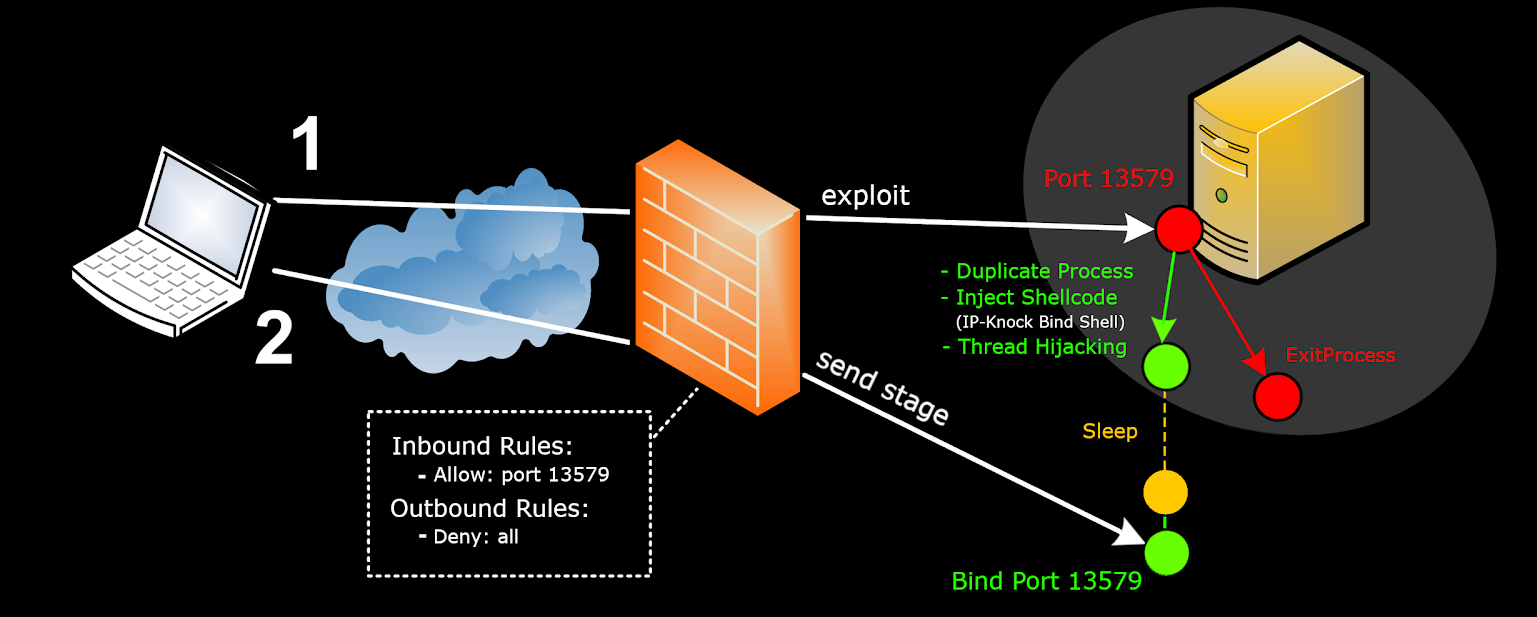 1
exploit
Port 13579
- Duplicate Process
- Inject Shellcode
(IP-Knock Bind Shell)
- Thread Hijacking
ExitProcess
2
send stage
Sleep
Inbound Rules:
- Allow: port 13579
Outbound Rules:
- Deny: all
Bind Port 13579